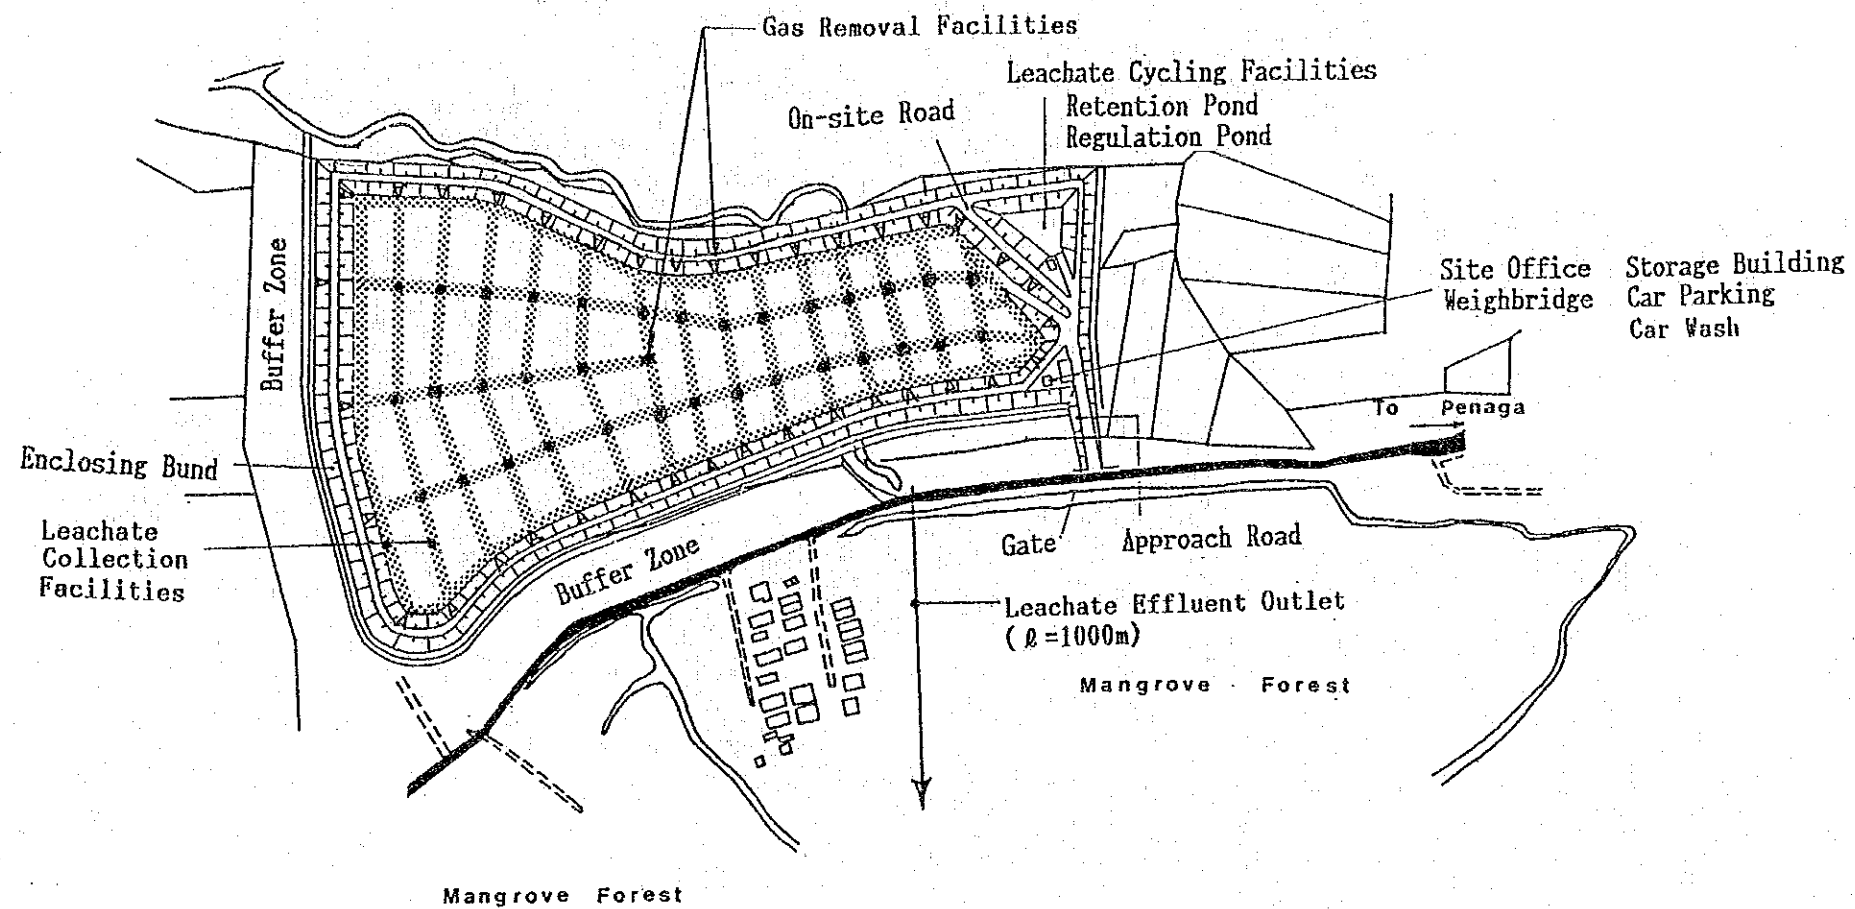 Gas Removal Facilities
Leachate Cycling Facilities
Retention Pond
Regulation Pond
On-site Road
Buffer Zone
Site Office Storage Building
Weighbridge Car Parking
Car Wash
To Penaga
Enclosing Bund
Leachate
Collection
Facilities
Gate
Approach Road
Buffer Zone
Leachate Effluent Outlet
(ℓ=1000m)
Mangrove Forest
Mangrove Forest